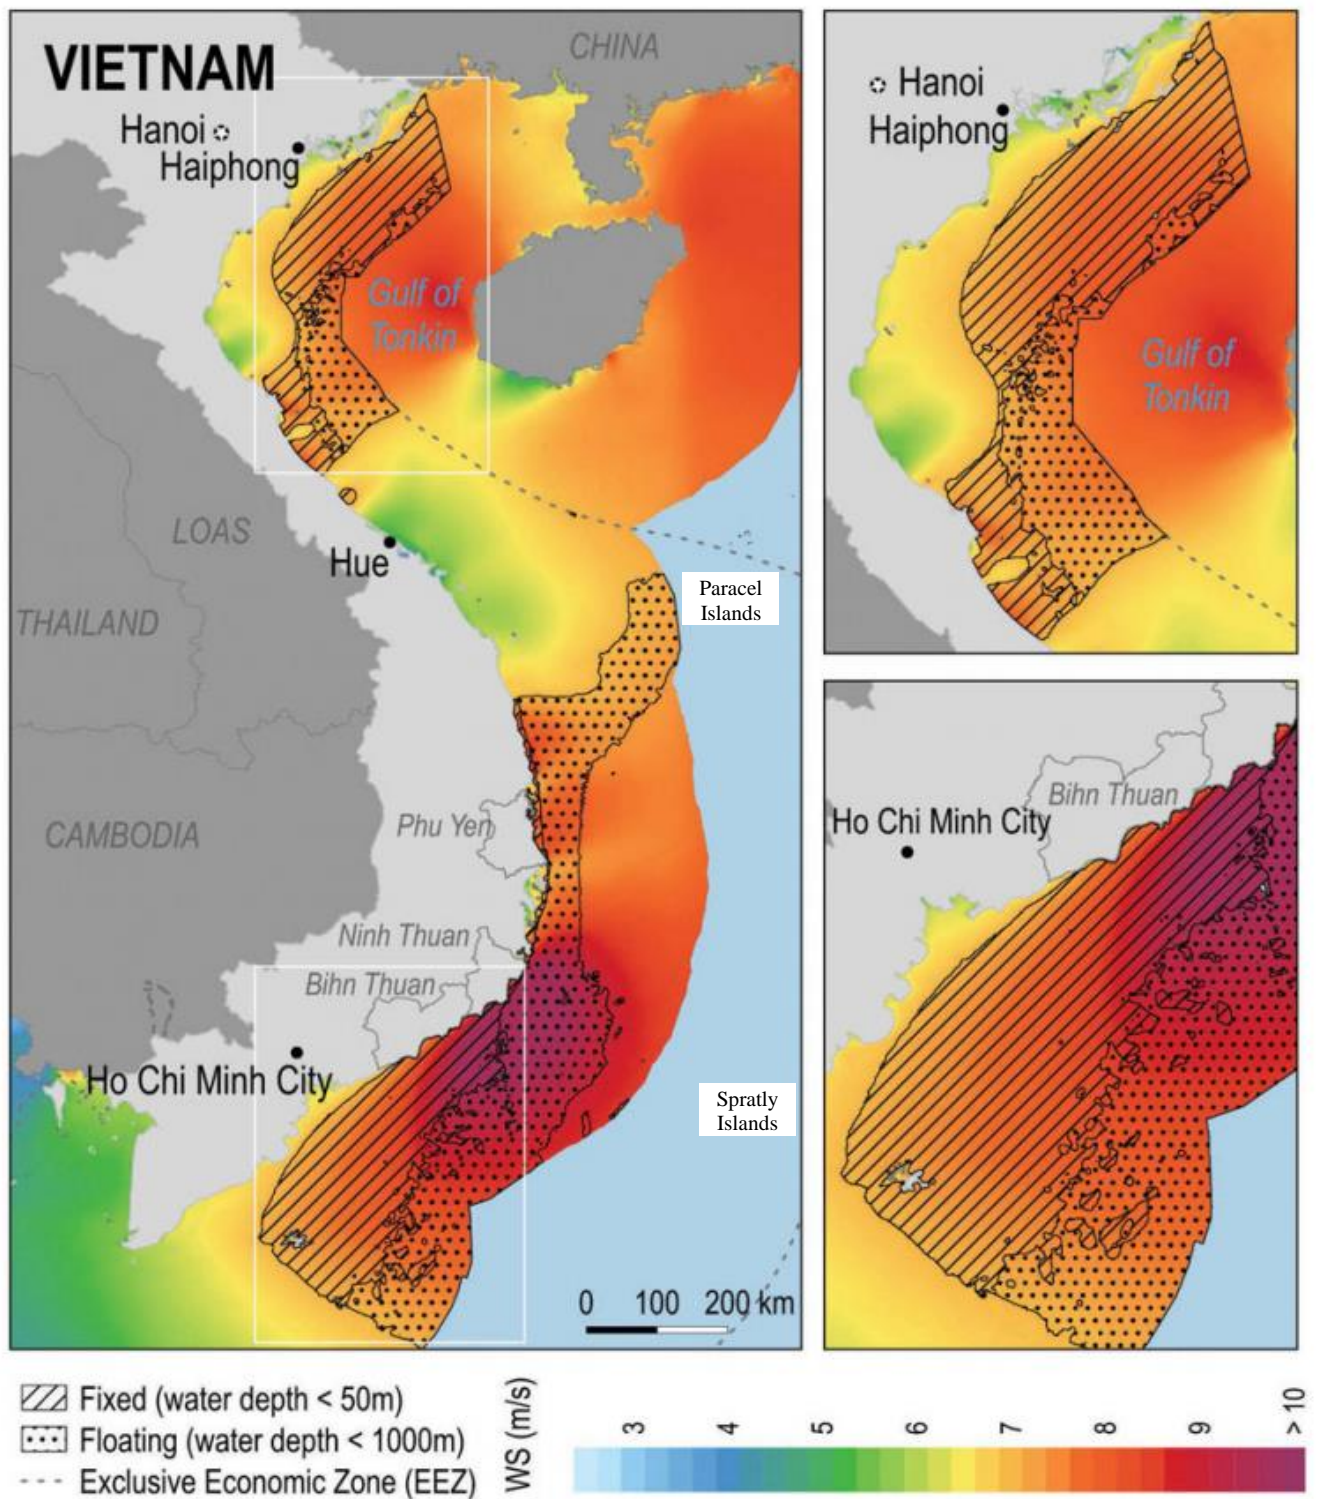 VIETNAM
CHINA
Hanoi
Haiphong
Gulf of
Tonkin
LOAS
Hue
THAILAND
Paracel
Islands
CAMBODIA
Phu Yen
Ninh Thuan
Bihn Thuan
Ho Chi Minh City
Spratly
Islands
0 100 200 km
Hanoi
Haiphong
Gulf of
Tonkin
Bihn Thuan
Ho Chi Minh City
Fixed (water depth < 50m)
Floating (water depth < 1000m)
Exclusive Economic Zone (EEZ)
WS (m/s)
3 4 5 6 7 8 9 > 10